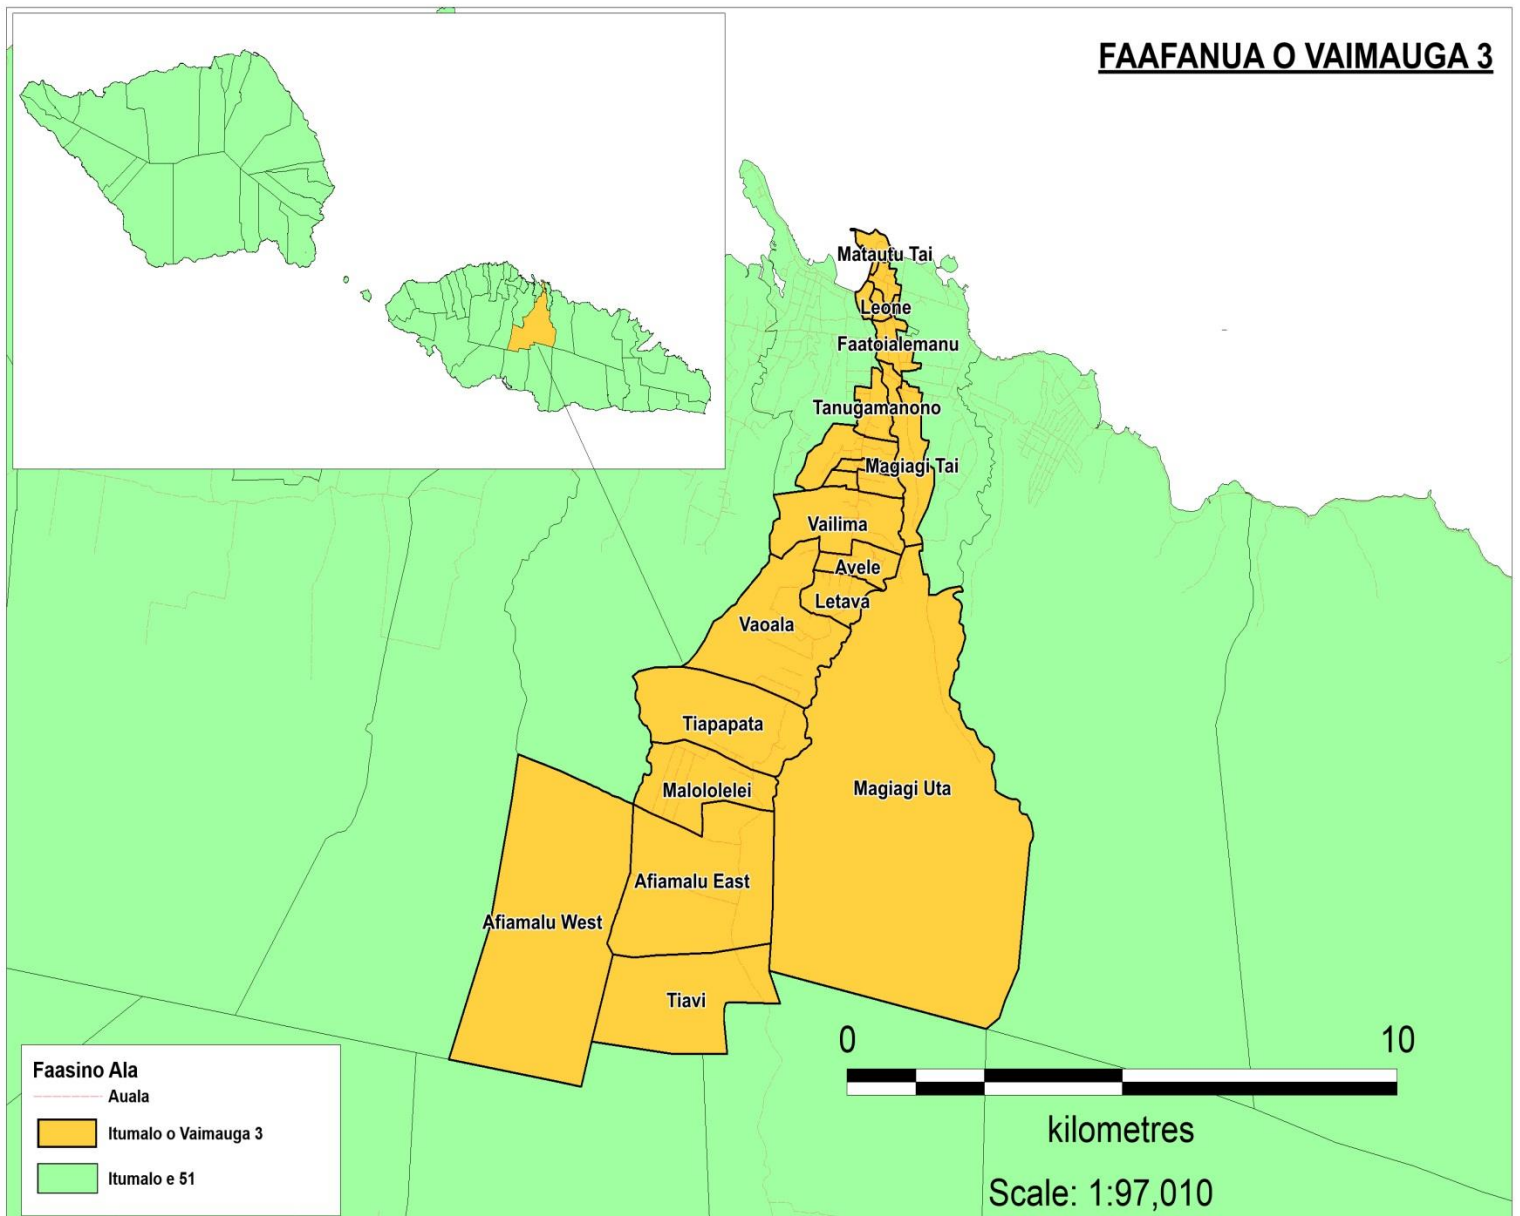 FAAFANUA O VAIMAUGA 3
Matautu Tai
Leone
Faatoialemanu
Tanugamanono
Magiagi Tai
Vailima
Avele
Letava
Vaoala
Tiapapata
Malololelei
Magiagi Uta
Afiamalu East
Afiamalu West
Tiavi
Faasino Ala
Auala
Itumalo o Vaimauga 3
Itumalo e 51
0 10
kilometres
Scale: 1:97,010